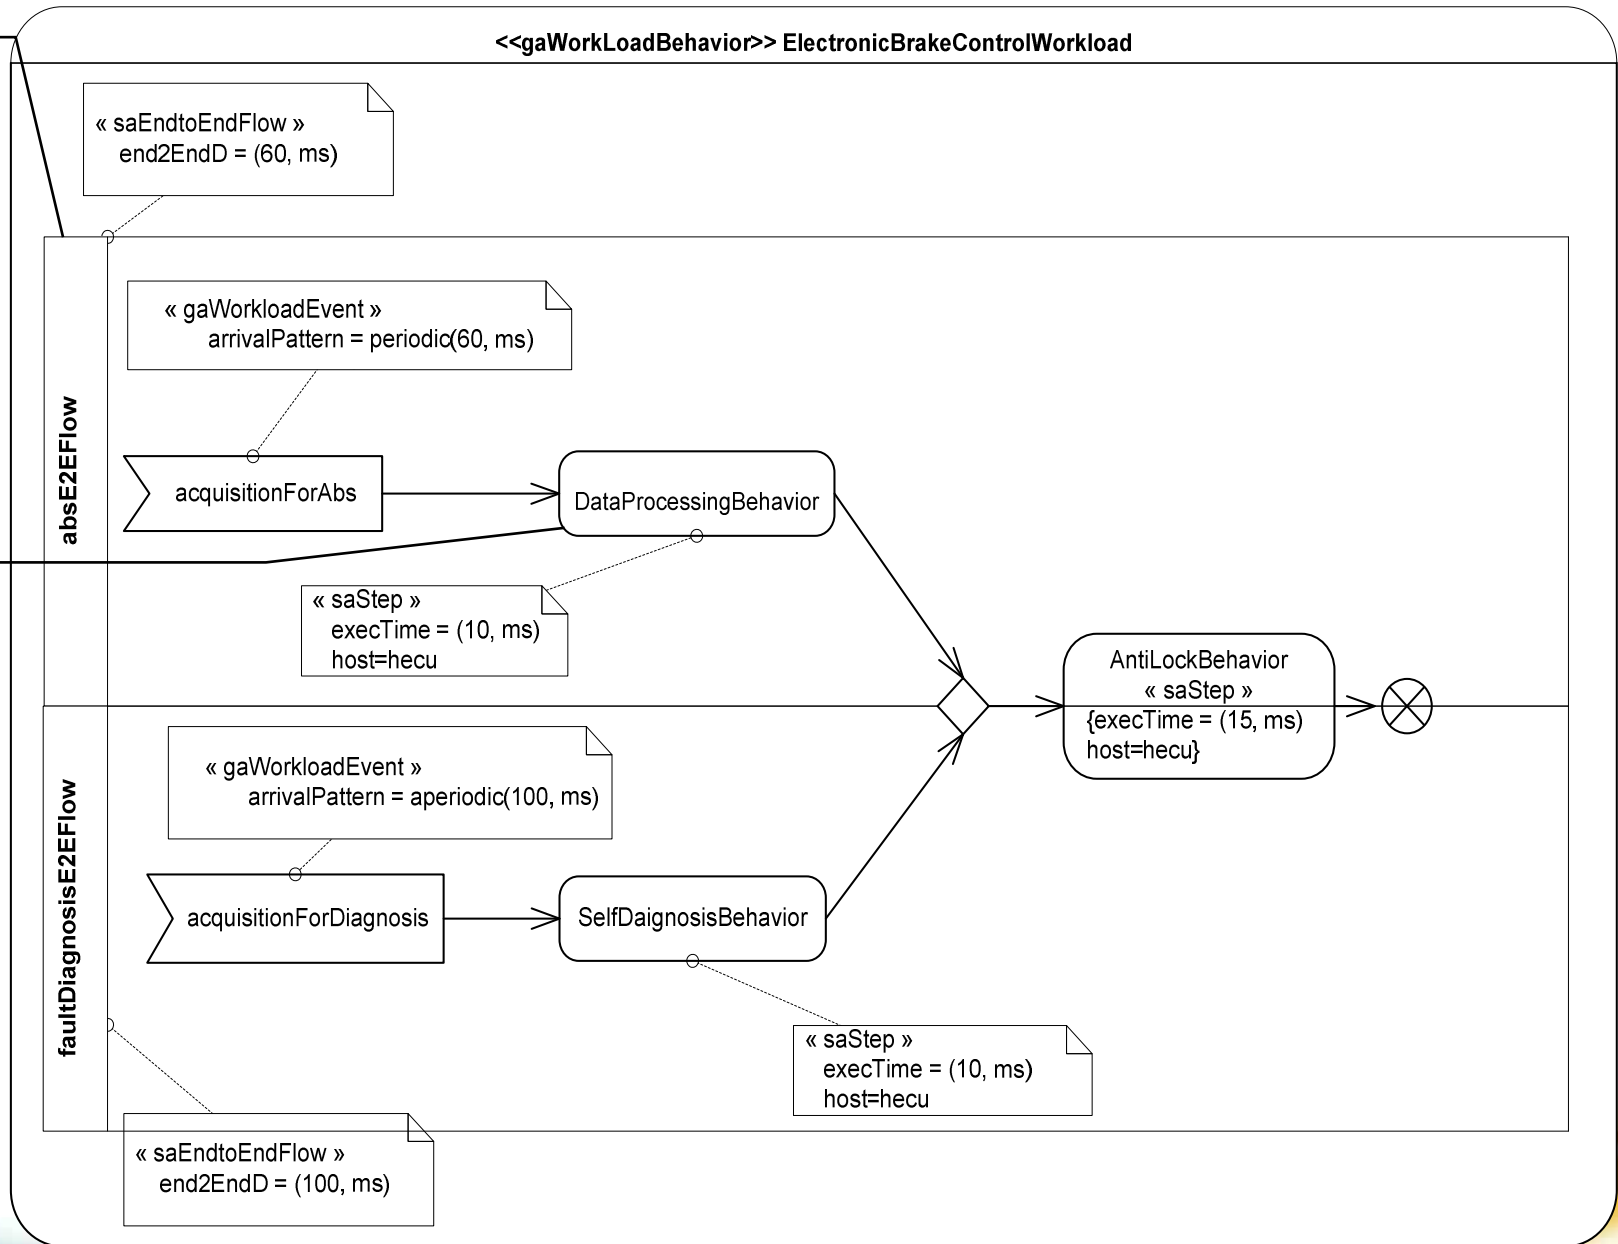 <<gaWorkLoadBehavior>> ElectronicBrakeControlWorkload
« saEndtoEndFlow »
end2EndD = (60, ms)
absE2EFlow
« gaWorkloadEvent »
arrivalPattern = periodic(60, ms)
acquisitionForAbs
DataProcessingBehavior
« saStep »
execTime = (10, ms)
host=hecu
AntiLockBehavior
« saStep »
{execTime = (15, ms)
host=hecu}
faultDiagnosisE2EFlow
« gaWorkloadEvent »
arrivalPattern = aperiodic(100, ms)
acquisitionForDiagnosis
SelfDaignosisBehavior
« saStep »
execTime = (10, ms)
host=hecu
« saEndtoEndFlow »
end2EndD = (100, ms)